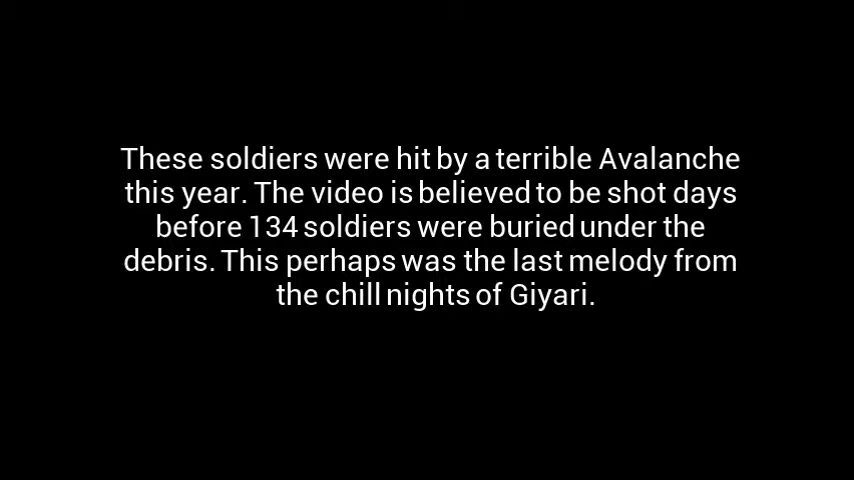 These soldiers were hit by a terrible Avalanche
this year. The video is believed to be shot days
before 134 soldiers were buried under the
debris. This perhaps was the last melody from
the chill nights of Giyari.